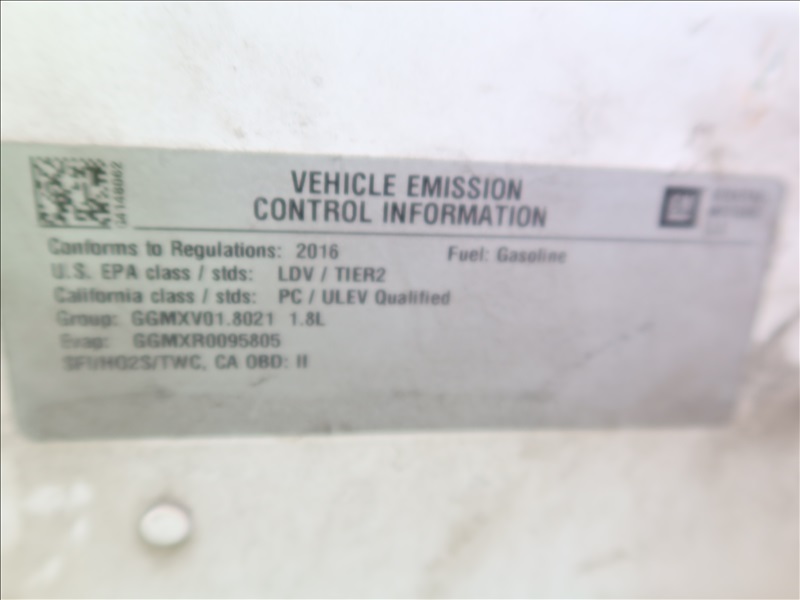 VEHICLE EMISSION
CONTROL INFORMATION
GM
Conforms to Regulations: 2016 Fuel: Gasoline
U.S. EPA class / stds: LDV / TIER2
California class / stds: PC / ULEV Qualified
Group: GGMXV01.8021 1.8L
Evap: GGMXR0095805
SFI/HO2S/TWC, CA OBD: II